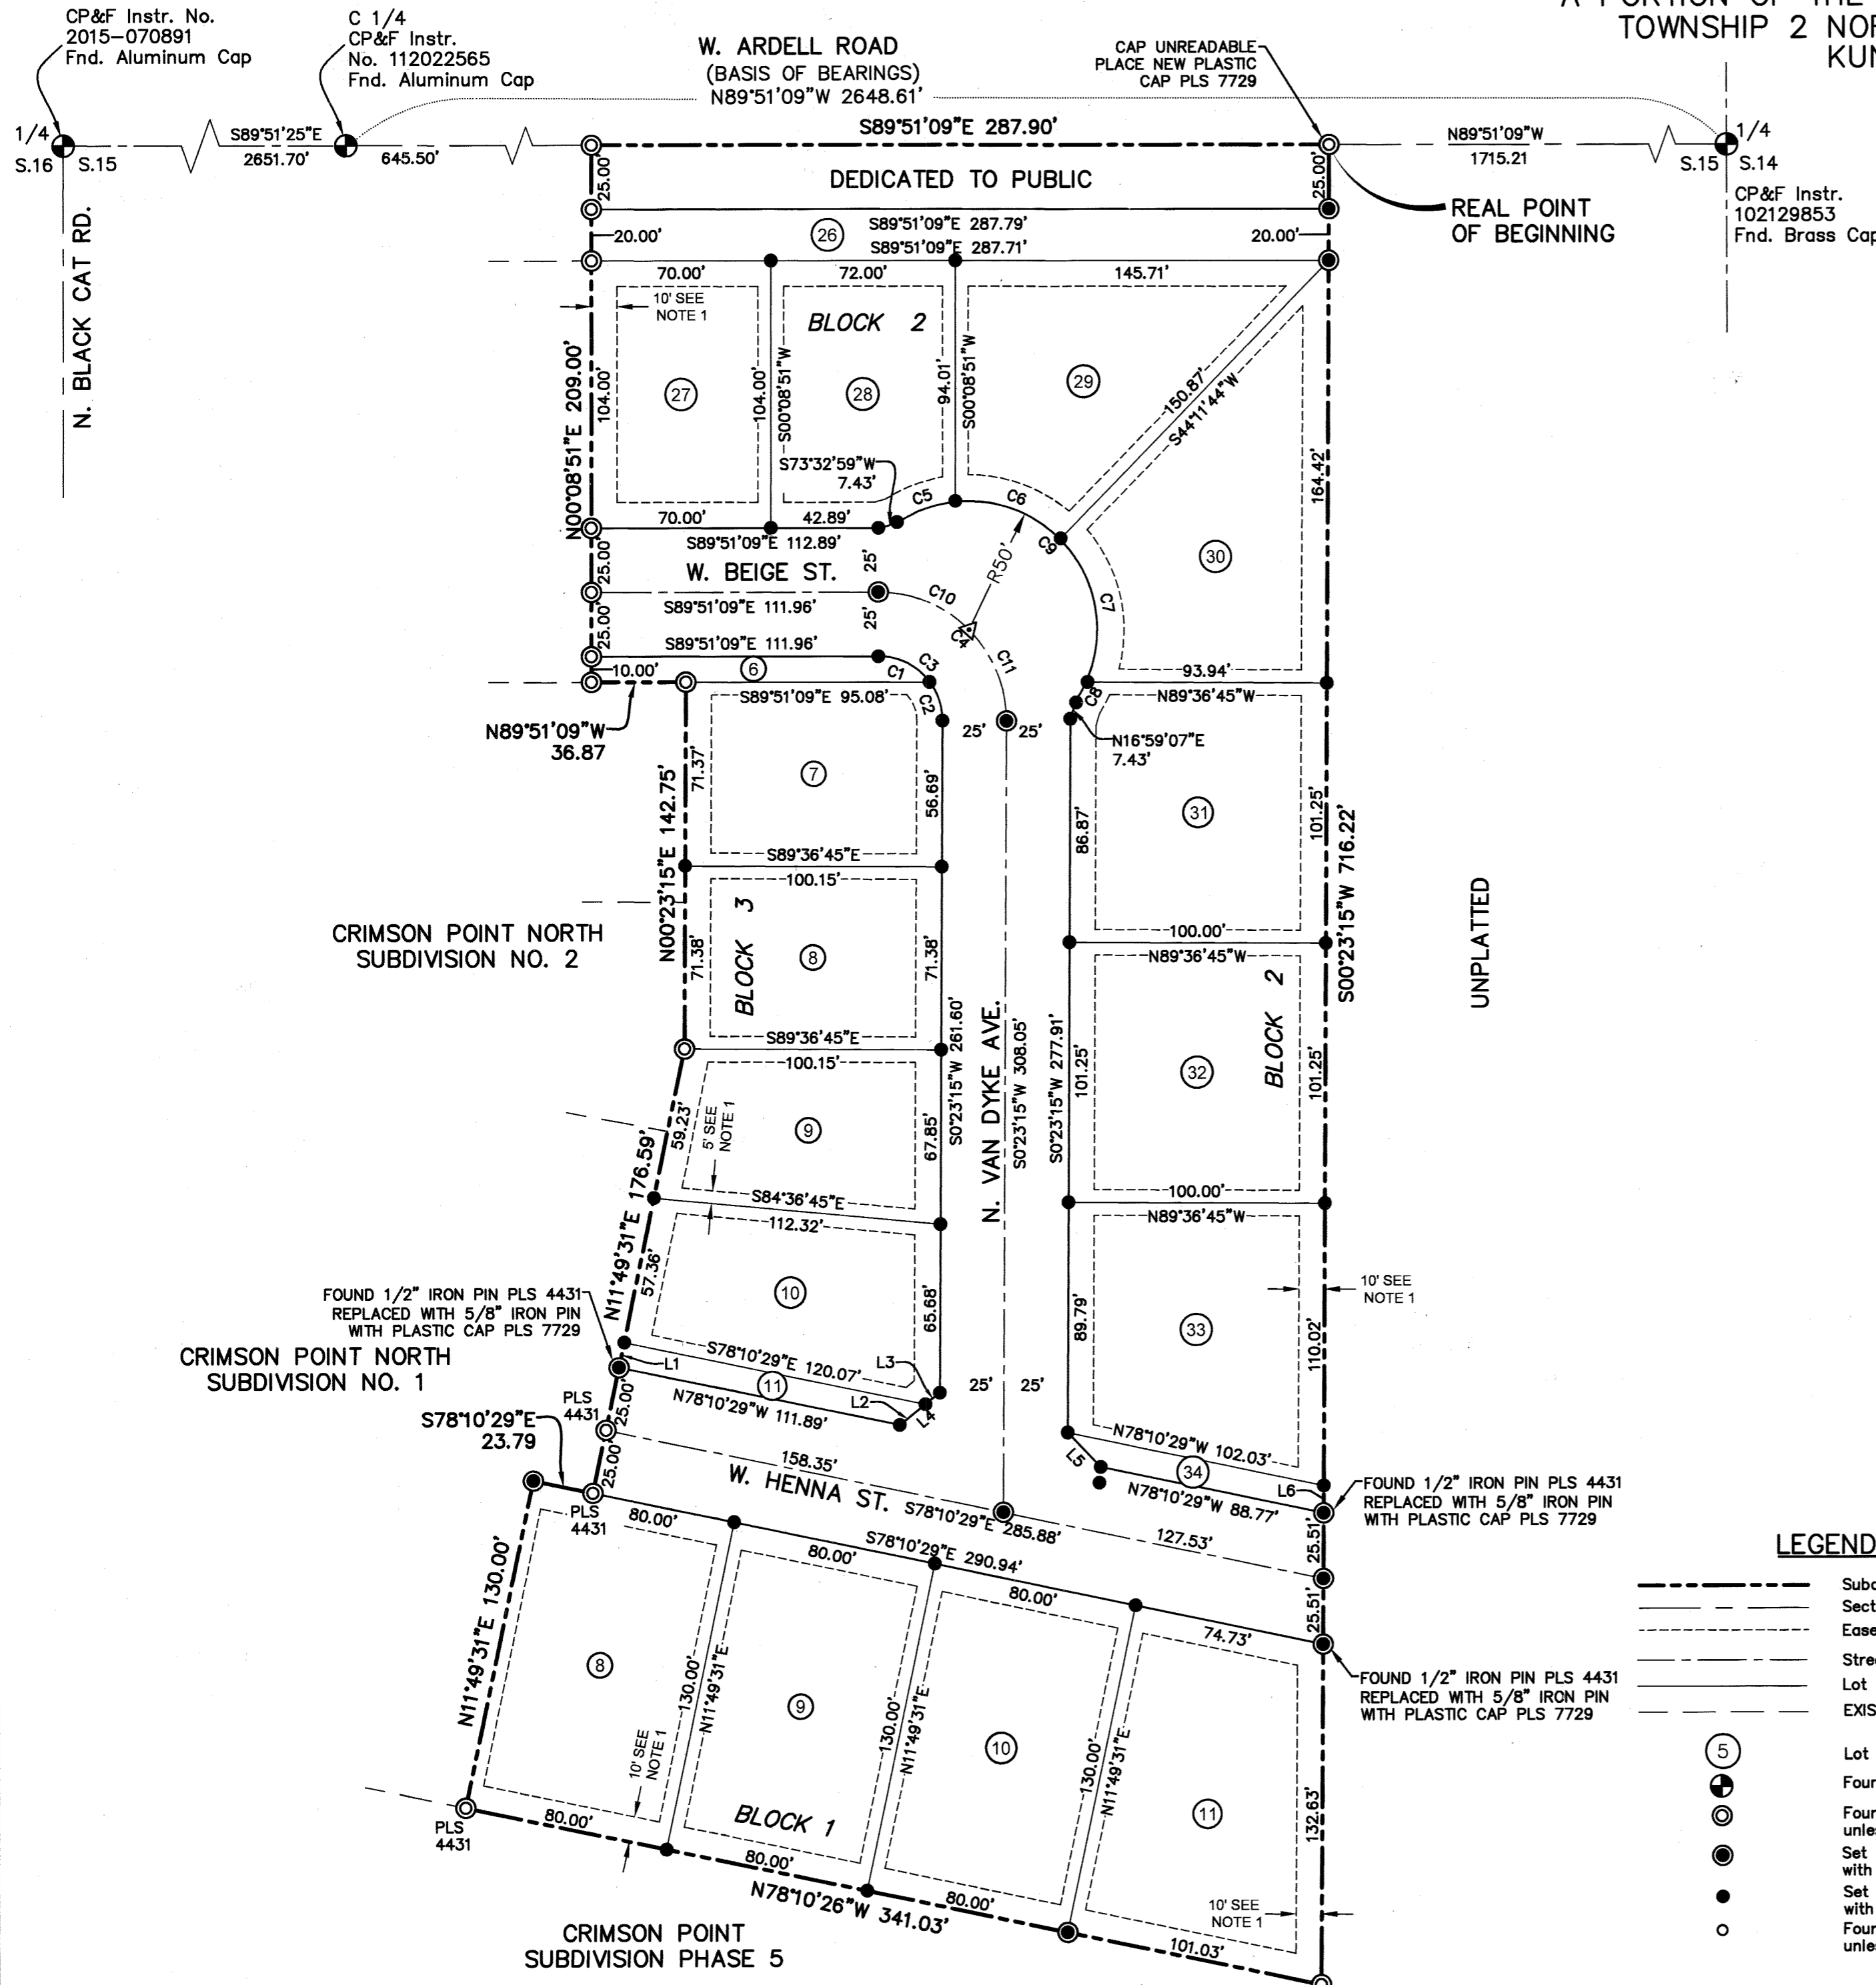 A PORTION OF THE
TOWNSHIP 2 NOR
KUN
CP&F Instr. No.
2015-070891
Fnd. Aluminum Cap
C 1/4
CP&F Instr.
No. 112022565
Fnd. Aluminum Cap
W. ARDELL ROAD
(BASIS OF BEARINGS)
N89°51'09"W 2648.61'
CAP UNREADABLE
PLACE NEW PLASTIC
CAP PLS 7729
1/4
S.16
S.15
S89°51'25"E
2651.70'
645.50'
S89°51'09"E 287.90'
N89°51'09"W
1715.21
1/4
S.15
S.14
CP&F Instr.
102129853
Fnd. Brass Cap
25.00'
DEDICATED TO PUBLIC
25.00'
REAL POINT
OF BEGINNING
N. BLACK CAT RD.
S89°51'09"E 287.79'
20.00'
26
20.00'
S89°51'09"E 287.71'
70.00'
72.00'
145.71'
10' SEE
NOTE 1
BLOCK 2
N00°08'51"E 209.00'
104.00'
27
104.00'
S00°08'51"W
28
94.01'
S00°08'51"W
29
150.87'
S44°11'44"W
164.42'
S73°32'59"W
7.43'
C5
C6
70.00'
42.89'
S89°51'09"E 112.89'
C9
30
25.00'
W. BEIGE ST.
25'
R50'
C10
C7
S89°51'09"E 111.96'
25'
C4
25.00'
S89°51'09"E 111.96'
C11
10.00'
6
C1
C3
93.94'
S89°51'09"E 95.08'
C2
C8
N89°36'45"W
N89°51'09"W
36.87
25'
25'
N16°59'07"E
7.43'
71.37'
7
56.69'
86.87'
31
101.25'
S00°23'15"W 716.22'
N00°23'15"E 142.75'
S89°36'45"E
100.15'
UNPLATTED
CRIMSON POINT NORTH
SUBDIVISION NO. 2
71.38'
BLOCK 3
8
71.38'
100.00'
N89°36'45"W
S89°36'45"E
100.15'
S0°23'15"W 261.60'
N. VAN DYKE AVE.
S0°23'15"W 308.05'
S0°23'15"W 277.91'
101.25'
32
BLOCK 2
101.25'
59.23'
5' SEE
NOTE 1
9
67.85'
N11°49'31"E 176.59'
S84°36'45"E
112.32'
100.00'
N89°36'45"W
57.36'
10
65.68'
89.79'
33
110.02'
10' SEE
NOTE 1
FOUND 1/2" IRON PIN PLS 4431
REPLACED WITH 5/8" IRON PIN
WITH PLASTIC CAP PLS 7729
CRIMSON POINT NORTH
SUBDIVISION NO. 1
L1
S78°10'29"E 120.07'
L3
11
25'
25'
N78°10'29"W 111.89'
L2
L4
PLS
4431
25.00'
S78°10'29"E
23.79
25.00'
158.35'
L5
N78°10'29"W 102.03'
34
L6
N78°10'29"W 88.77'
FOUND 1/2" IRON PIN PLS 4431
REPLACED WITH 5/8" IRON PIN
WITH PLASTIC CAP PLS 7729
W. HENNA ST.
S78°10'29"E 285.88'
127.53'
25.51'
PLS
4431
80.00'
S78°10'29"E 290.94'
80.00'
80.00'
74.73'
25.51'
FOUND 1/2" IRON PIN PLS 4431
REPLACED WITH 5/8" IRON PIN
WITH PLASTIC CAP PLS 7729
N11°49'31"E 130.00'
8
130.00'
N11°49'31"E
9
130.00'
N11°49'31"E
10
130.00'
N11°49'31"E
11
132.63'
10' SEE
NOTE 1
PLS
4431
80.00'
BLOCK 1
80.00'
80.00'
10' SEE
NOTE 1
N78°10'26"W 341.03'
101.03'
CRIMSON POINT
SUBDIVISION PHASE 5
LEGEND
Subd
Sect
Ease
Stre
Lot
EXIS
5
Lot
Foun
Foun
unle
Set
with
Set
with
Foun
unle